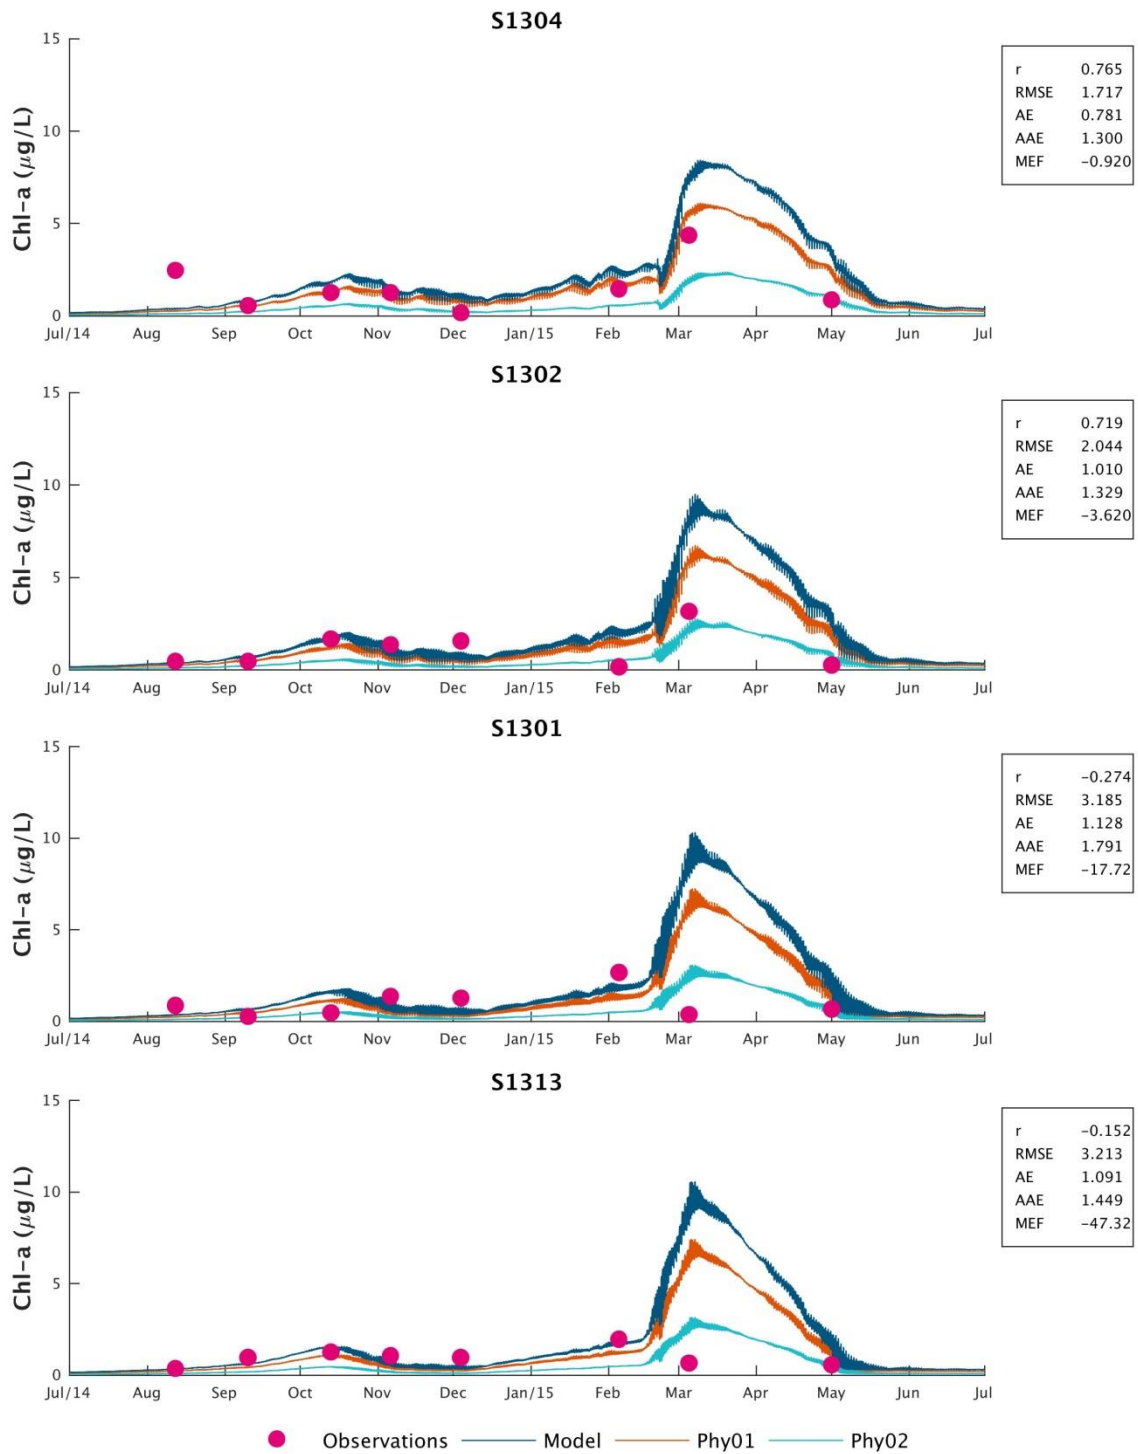 S1304
15
10
5
0
Chl-a (μg/L)
Jul/14 Aug Sep Oct Nov Dec Jan/15 Feb Mar Apr May Jun Jul
r 0.765
RMSE 1.717
AE 0.781
AAE 1.300
MEF -0.920
S1302
15
10
5
0
Chl-a (μg/L)
Jul/14 Aug Sep Oct Nov Dec Jan/15 Feb Mar Apr May Jun Jul
r 0.719
RMSE 2.044
AE 1.010
AAE 1.329
MEF -3.620
S1301
15
10
5
0
Chl-a (μg/L)
Jul/14 Aug Sep Oct Nov Dec Jan/15 Feb Mar Apr May Jun Jul
r -0.274
RMSE 3.185
AE 1.128
AAE 1.791
MEF -17.72
S1313
15
10
5
0
Chl-a (μg/L)
Jul/14 Aug Sep Oct Nov Dec Jan/15 Feb Mar Apr May Jun Jul
r -0.152
RMSE 3.213
AE 1.091
AAE 1.449
MEF -47.32
Observations Model Phy01 Phy02